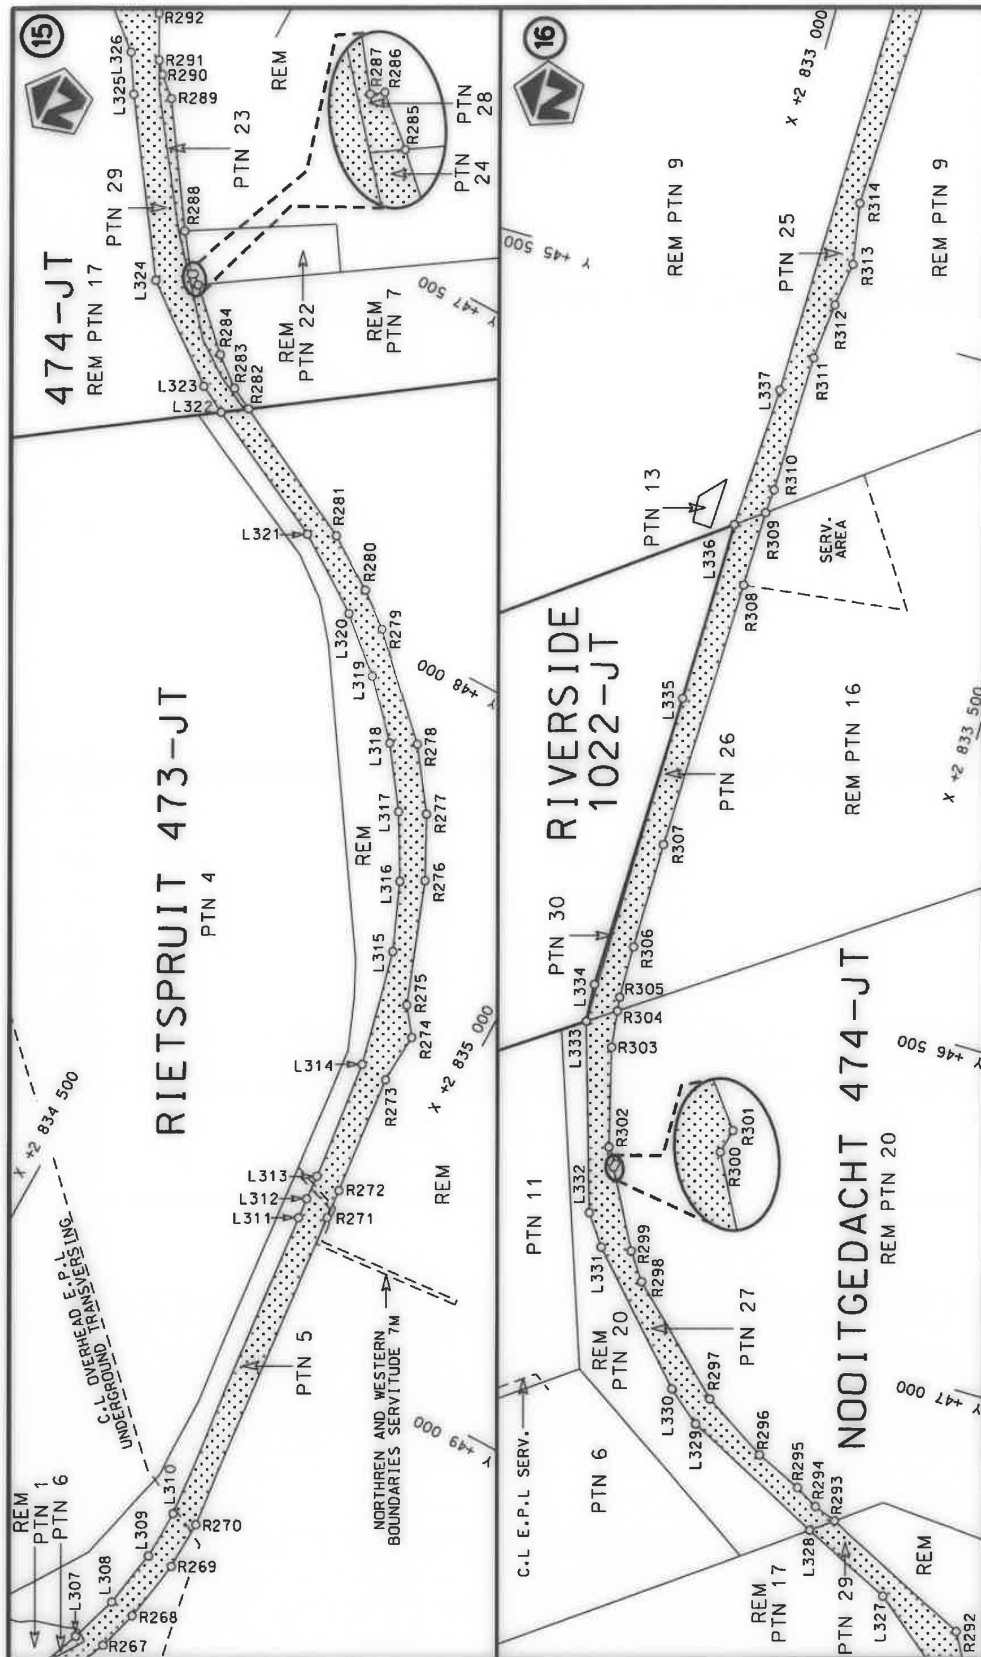 15
N
474-JT
REM PTN 17
PTN 29
PTN 23
REM
L326
L325
L324
L323
L322
R292
R291
R290
R289
R288
R284
R283
R282
R287
R286
R285
PTN
28
PTN
24
REM
PTN 22
REM
PTN 7
Y +47 500
RIETSPRUIT 473-JT
PTN 4
REM
L321
L320
L319
L318
L317
L316
L315
L314
L313
L312
L311
R281
R280
R279
R278
R277
R276
R275
R274
R273
R272
R271
Y +48 000
X +2 835 000
X +2 834 500
REM
C.L OVERHEAD E.P.L
UNDERGROUND TRANSVERSING
PTN 5
NORTHREN AND WESTERN
BOUNDARIES SERVITUDE 7M
Y +49 000
REM
PTN 1
PTN 6
L310
L309
L308
L307
R270
R269
R268
R267
16
N
X +2 833 000
Y +45 500
REM PTN 9
PTN 25
REM PTN 9
R314
R313
R312
R311
R310
R309
R308
L337
L336
L335
PTN 13
SERV.
AREA
RIVERSIDE
1022-JT
PTN 26
REM PTN 16
X +2 833 500
PTN 30
R307
R306
R305
R304
R303
R302
L334
L333
L332
L331
R301
R300
Y +46 500
PTN 11
NOOITGEDACHT 474-JT
REM PTN 20
R299
R298
R297
R296
R295
R294
R293
REM
PTN 20
PTN 27
L330
L329
L328
L327
Y +47 000
C.L E.P.L SERV.
PTN 6
REM
PTN 17
PTN 29
REM
R292